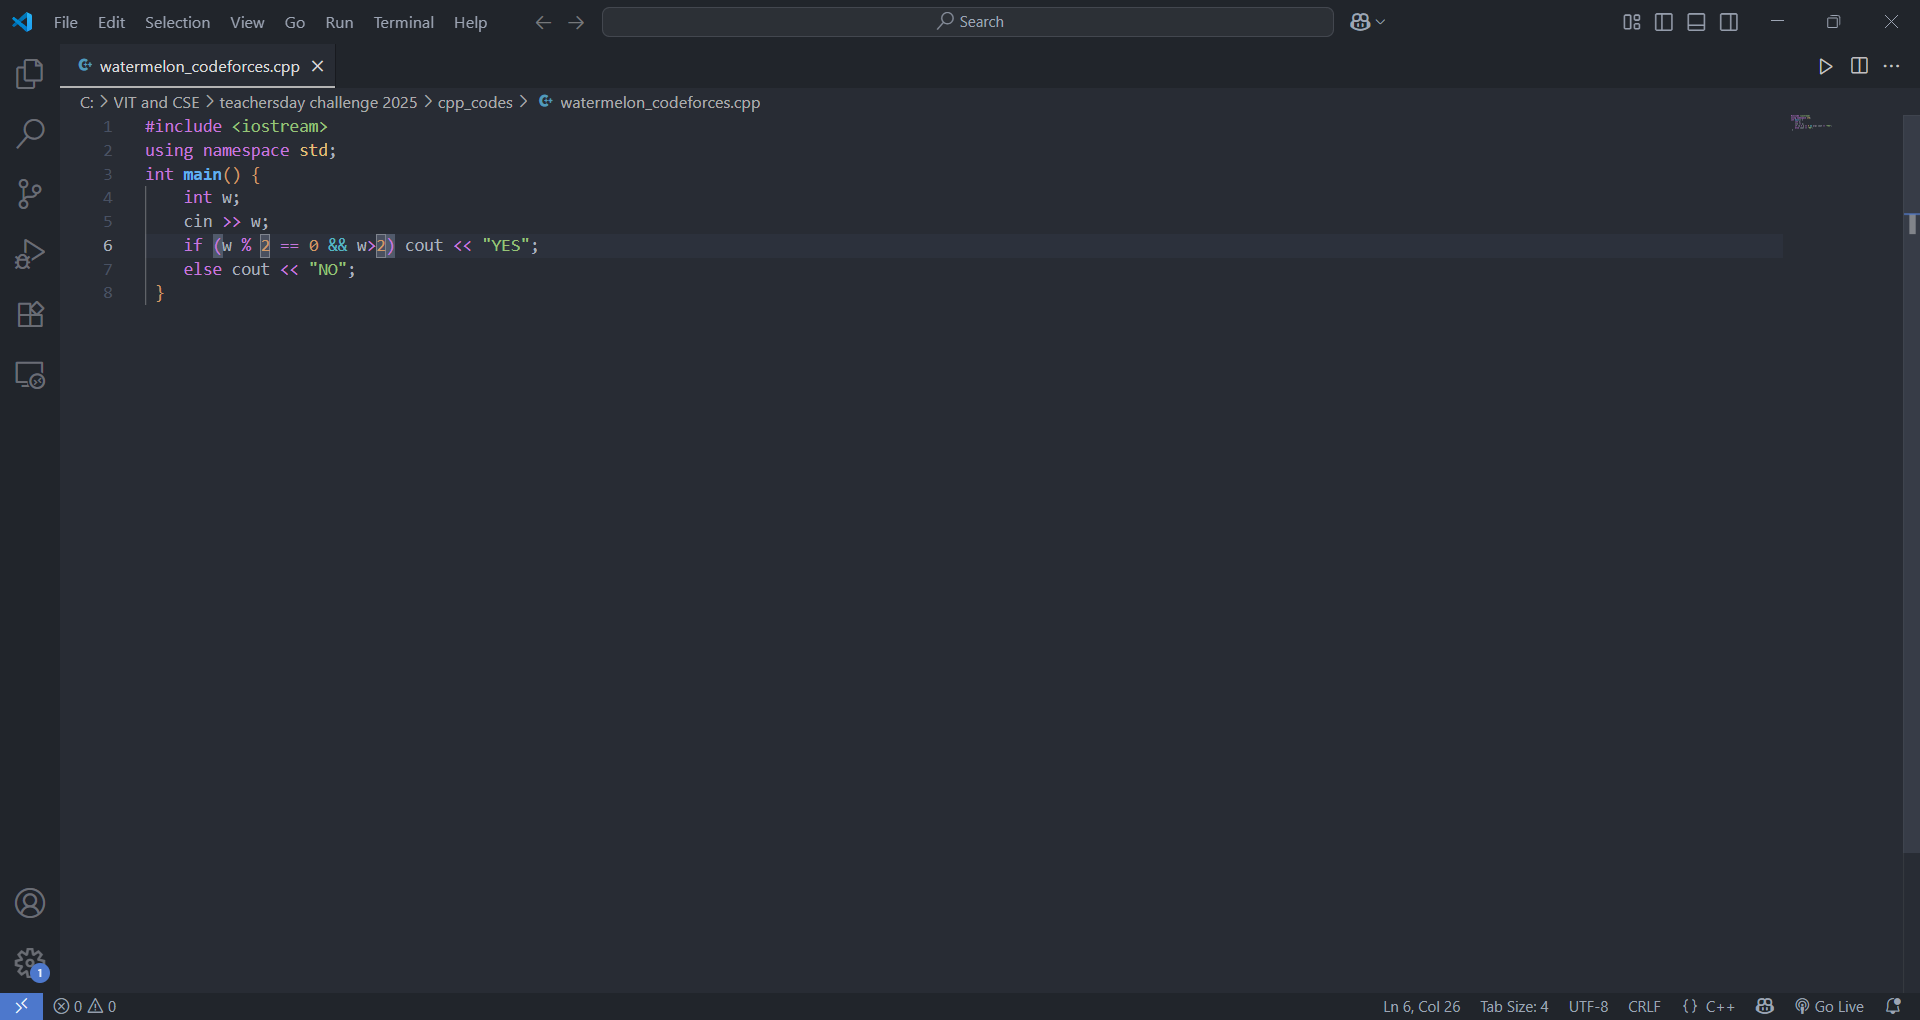 File Edit Selection View Go Run Terminal Help Search
watermelon_codeforces.cpp
C: > VIT and CSE > teachersday challenge 2025 > cpp_codes > watermelon_codeforces.cpp
1 #include <iostream>
2 using namespace std;
3 int main() {
4     int w;
5     cin >> w;
6     if (w % 2 == 0 && w>2) cout << "YES";
7     else cout << "NO";
8  }
1
0 0 Ln 6, Col 26 Tab Size: 4 UTF-8 CRLF {} C++ Go Live